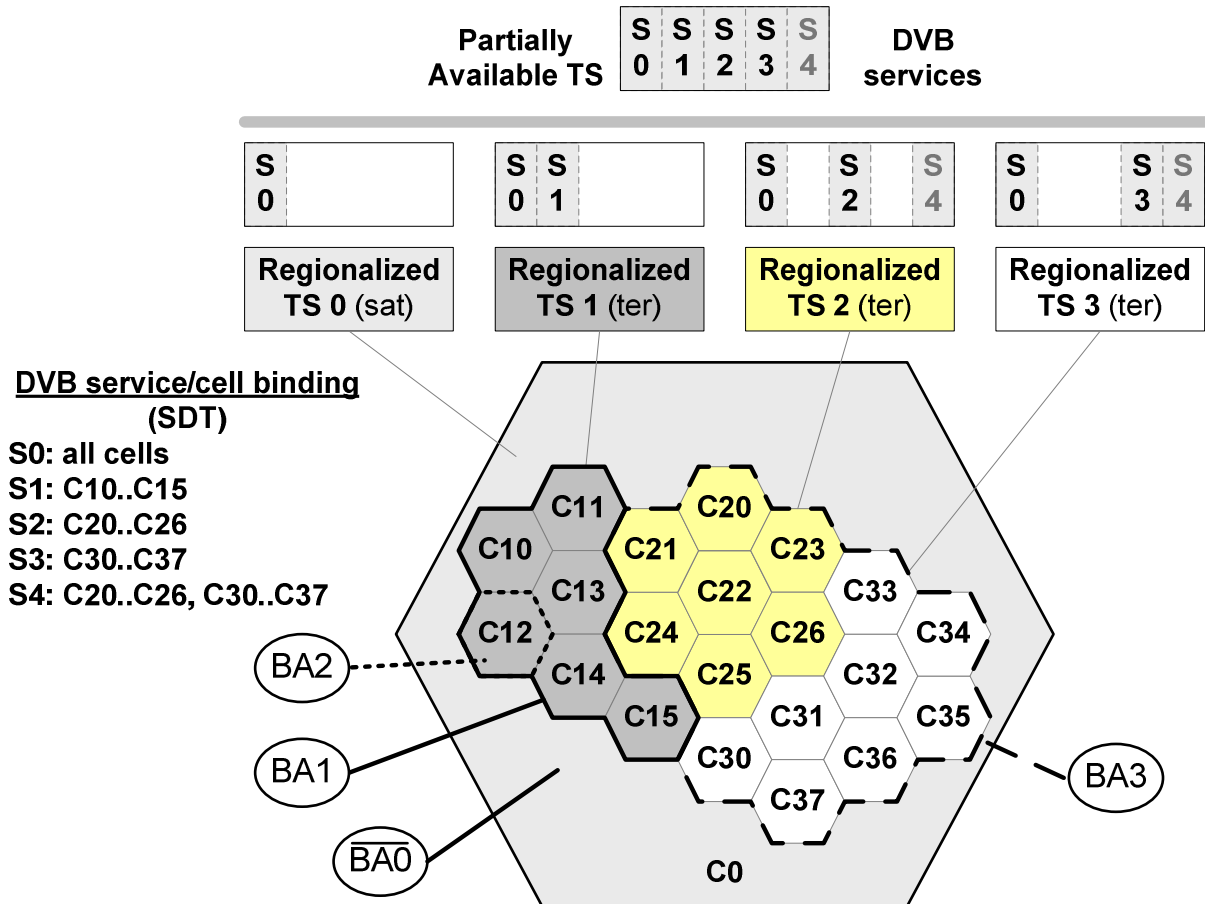 Partially
Available TS
S S S S S
0 1 2 3 4
DVB
services
S
0
S S
0 1
S S S
0 2 4
S S S
0 3 4
Regionalized
TS 0 (sat)
Regionalized
TS 1 (ter)
Regionalized
TS 2 (ter)
Regionalized
TS 3 (ter)
DVB service/cell binding
(SDT)
S0: all cells
S1: C10..C15
S2: C20..C26
S3: C30..C37
S4: C20..C26, C30..C37
C11
C20
C10
C21
C23
C13
C22
C33
C12
C24
C26
C34
C14
C25
C32
C15
C31
C35
C30
C36
C37
C0
BA2
BA1
BA0
BA3